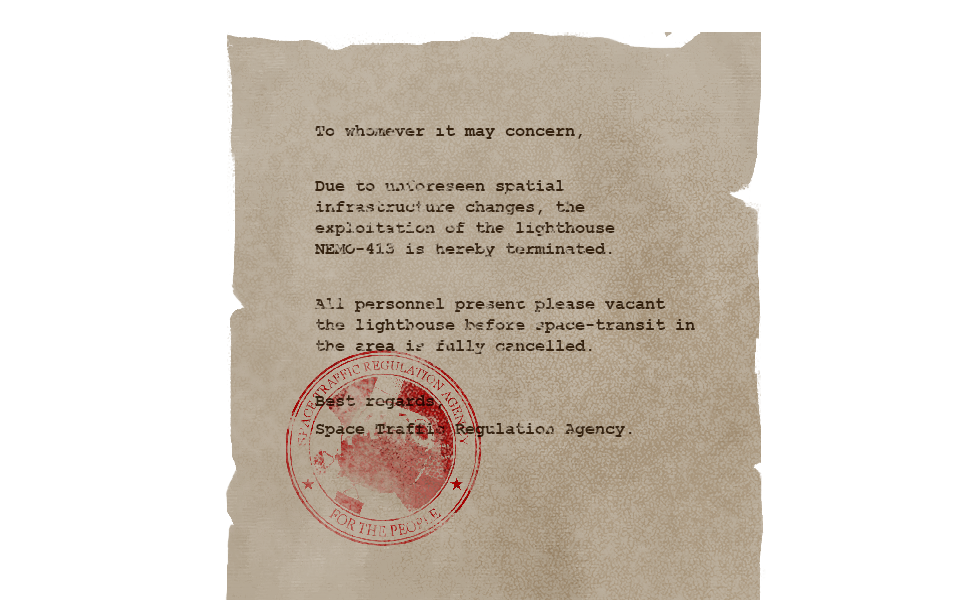 To whomever it may concern,
Due to unforeseen spatial
infrastructure changes, the
exploitation of the lighthouse
NEMO-413 is hereby terminated.
All personnel present please vacant
the lighthouse before space-transit in
the area is fully cancelled.
Best regards,
Space Traffic Regulation Agency.
SPACE TRAFFIC REGULATION AGENCY
FOR THE PEOPLE